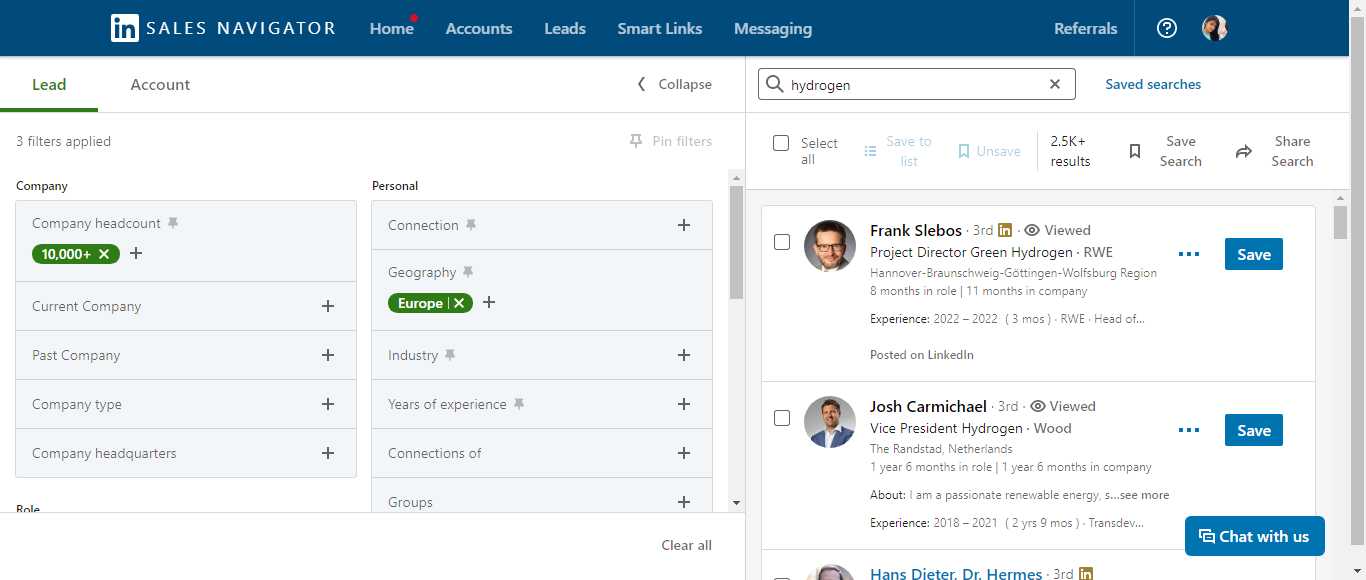 in SALES NAVIGATOR
Home
Accounts
Leads
Smart Links
Messaging
Referrals
Lead
Account
Collapse
3 filters applied
Pin filters
Company
Company headcount
10,000+
Current Company
Past Company
Company type
Company headquarters
Role
Personal
Connection
Geography
Europe
Industry
Years of experience
Connections of
Groups
Clear all
hydrogen
Saved searches
Select
all
Save to
list
Unsave
2.5K+
results
Save
Search
Share
Search
Frank Slebos · 3rd in · Viewed
Project Director Green Hydrogen · RWE
Hannover-Braunschweig-Göttingen-Wolfsburg Region
8 months in role | 11 months in company
Experience: 2022 – 2022 ( 3 mos ) · RWE · Head of...
Posted on LinkedIn
Save
Josh Carmichael · 3rd · Viewed
Vice President Hydrogen · Wood
The Randstad, Netherlands
1 year 6 months in role | 1 year 6 months in company
About: I am a passionate renewable energy, s...see more
Experience: 2018 – 2021 ( 2 yrs 9 mos ) · Transdev...
Save
Hans Dieter, Dr. Hermes · 3rd in
Chat with us